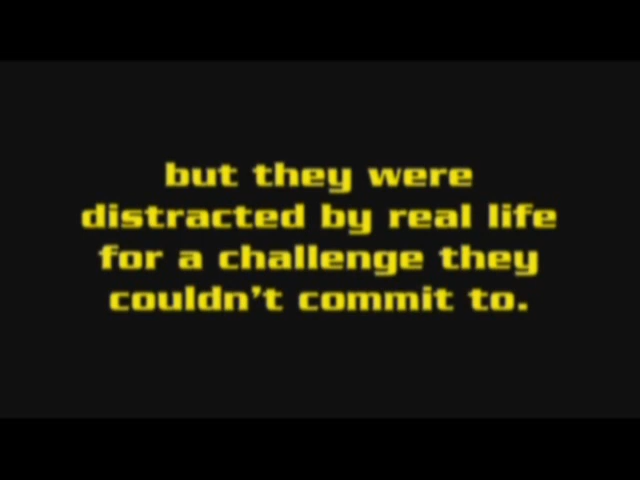 but they were
distracted by real life
for a challenge they
couldn't commit to.